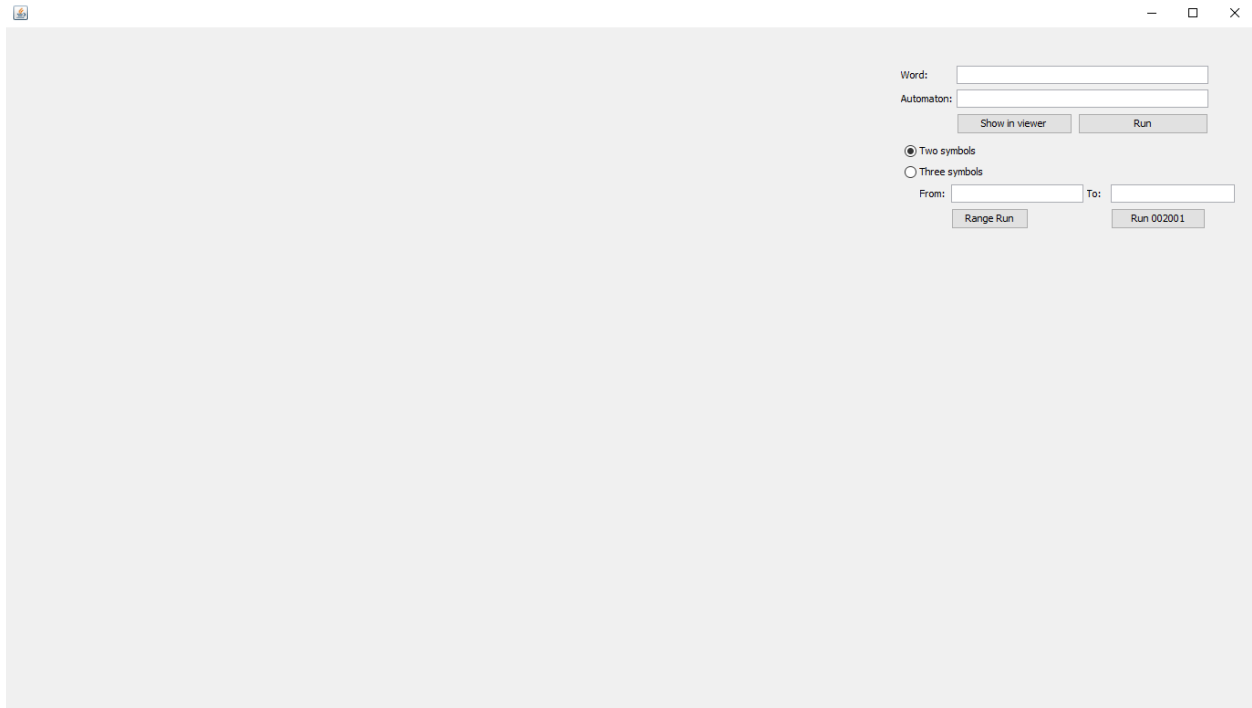 Word:
Automaton:
Show in viewer Run
Two symbols
Three symbols
From: To:
Range Run Run 002001